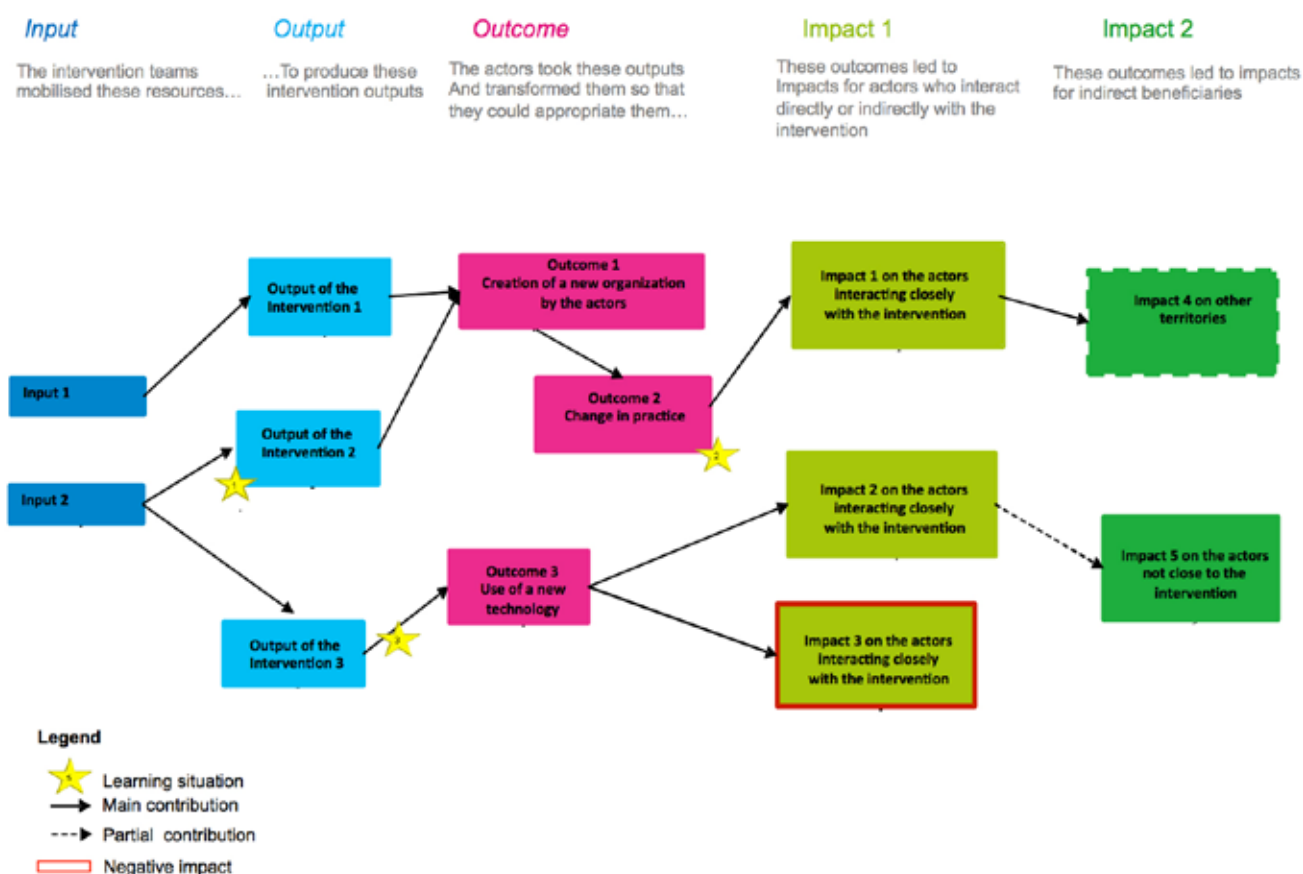 Input
Output
Outcome
Impact 1
Impact 2
The intervention teams
mobilised these resources…
…To produce these
intervention outputs
The actors took these outputs
And transformed them so that
they could appropriate them…
These outcomes led to
Impacts for actors who interact
directly or indirectly with the
intervention
These outcomes led to impacts
for indirect beneficiaries
Input 1
Input 2
Output of the
Intervention 1
Output of the
Intervention 2
1
Output of the
Intervention 3
3
Outcome 1
Creation of a new organization
by the actors
Outcome 2
Change in practice
2
Outcome 3
Use of a new
technology
Impact 1 on the actors
interacting closely
with the intervention
Impact 2 on the actors
interacting closely
with the intervention
Impact 3 on the actors
interacting closely
with the intervention
Impact 4 on other
territories
Impact 5 on the actors
not close to the
intervention
Legend
Learning situation
Main contribution
Partial contribution
Negative impact